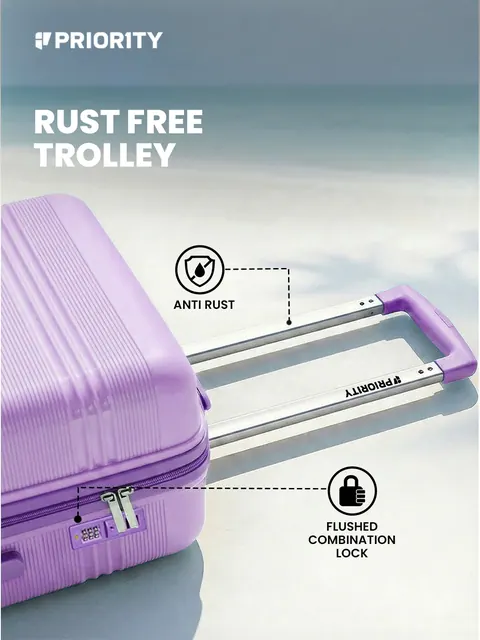 PRIORITY
RUST FREE
TROLLEY
ANTI RUST
PRIORITY
FLUSHED
COMBINATION
LOCK